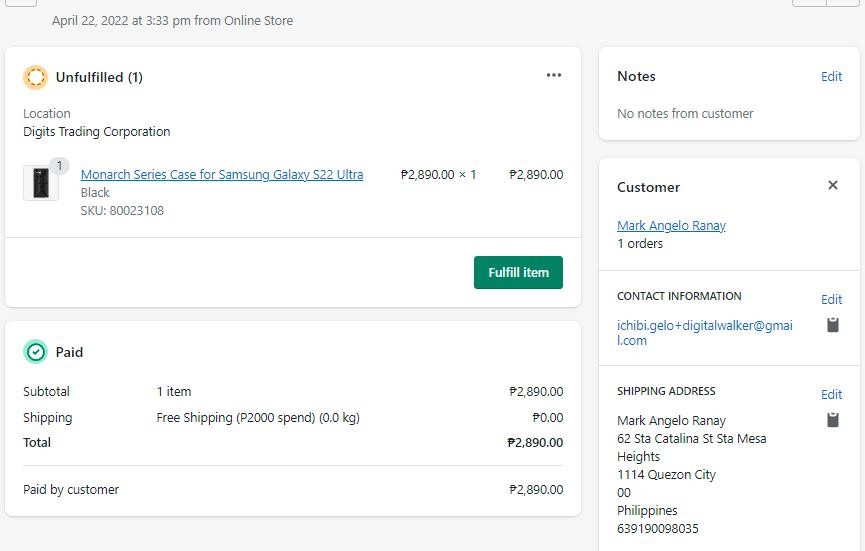 April 22, 2022 at 3:33 pm from Online Store
Unfulfilled (1)
Location
Digits Trading Corporation
1
Monarch Series Case for Samsung Galaxy S22 Ultra
₱2,890.00 × 1
₱2,890.00
Black
SKU: 80023108
Fulfill item
Paid
Subtotal 1 item ₱2,890.00
Shipping Free Shipping (P2000 spend) (0.0 kg) ₱0.00
Total ₱2,890.00
Paid by customer ₱2,890.00
Notes Edit
No notes from customer
Customer
Mark Angelo Ranay
1 orders
CONTACT INFORMATION Edit
ichibi.gelo+digitalwalker@gmai
l.com
SHIPPING ADDRESS Edit
Mark Angelo Ranay
62 Sta Catalina St Sta Mesa
Heights
1114 Quezon City
00
Philippines
639190098035